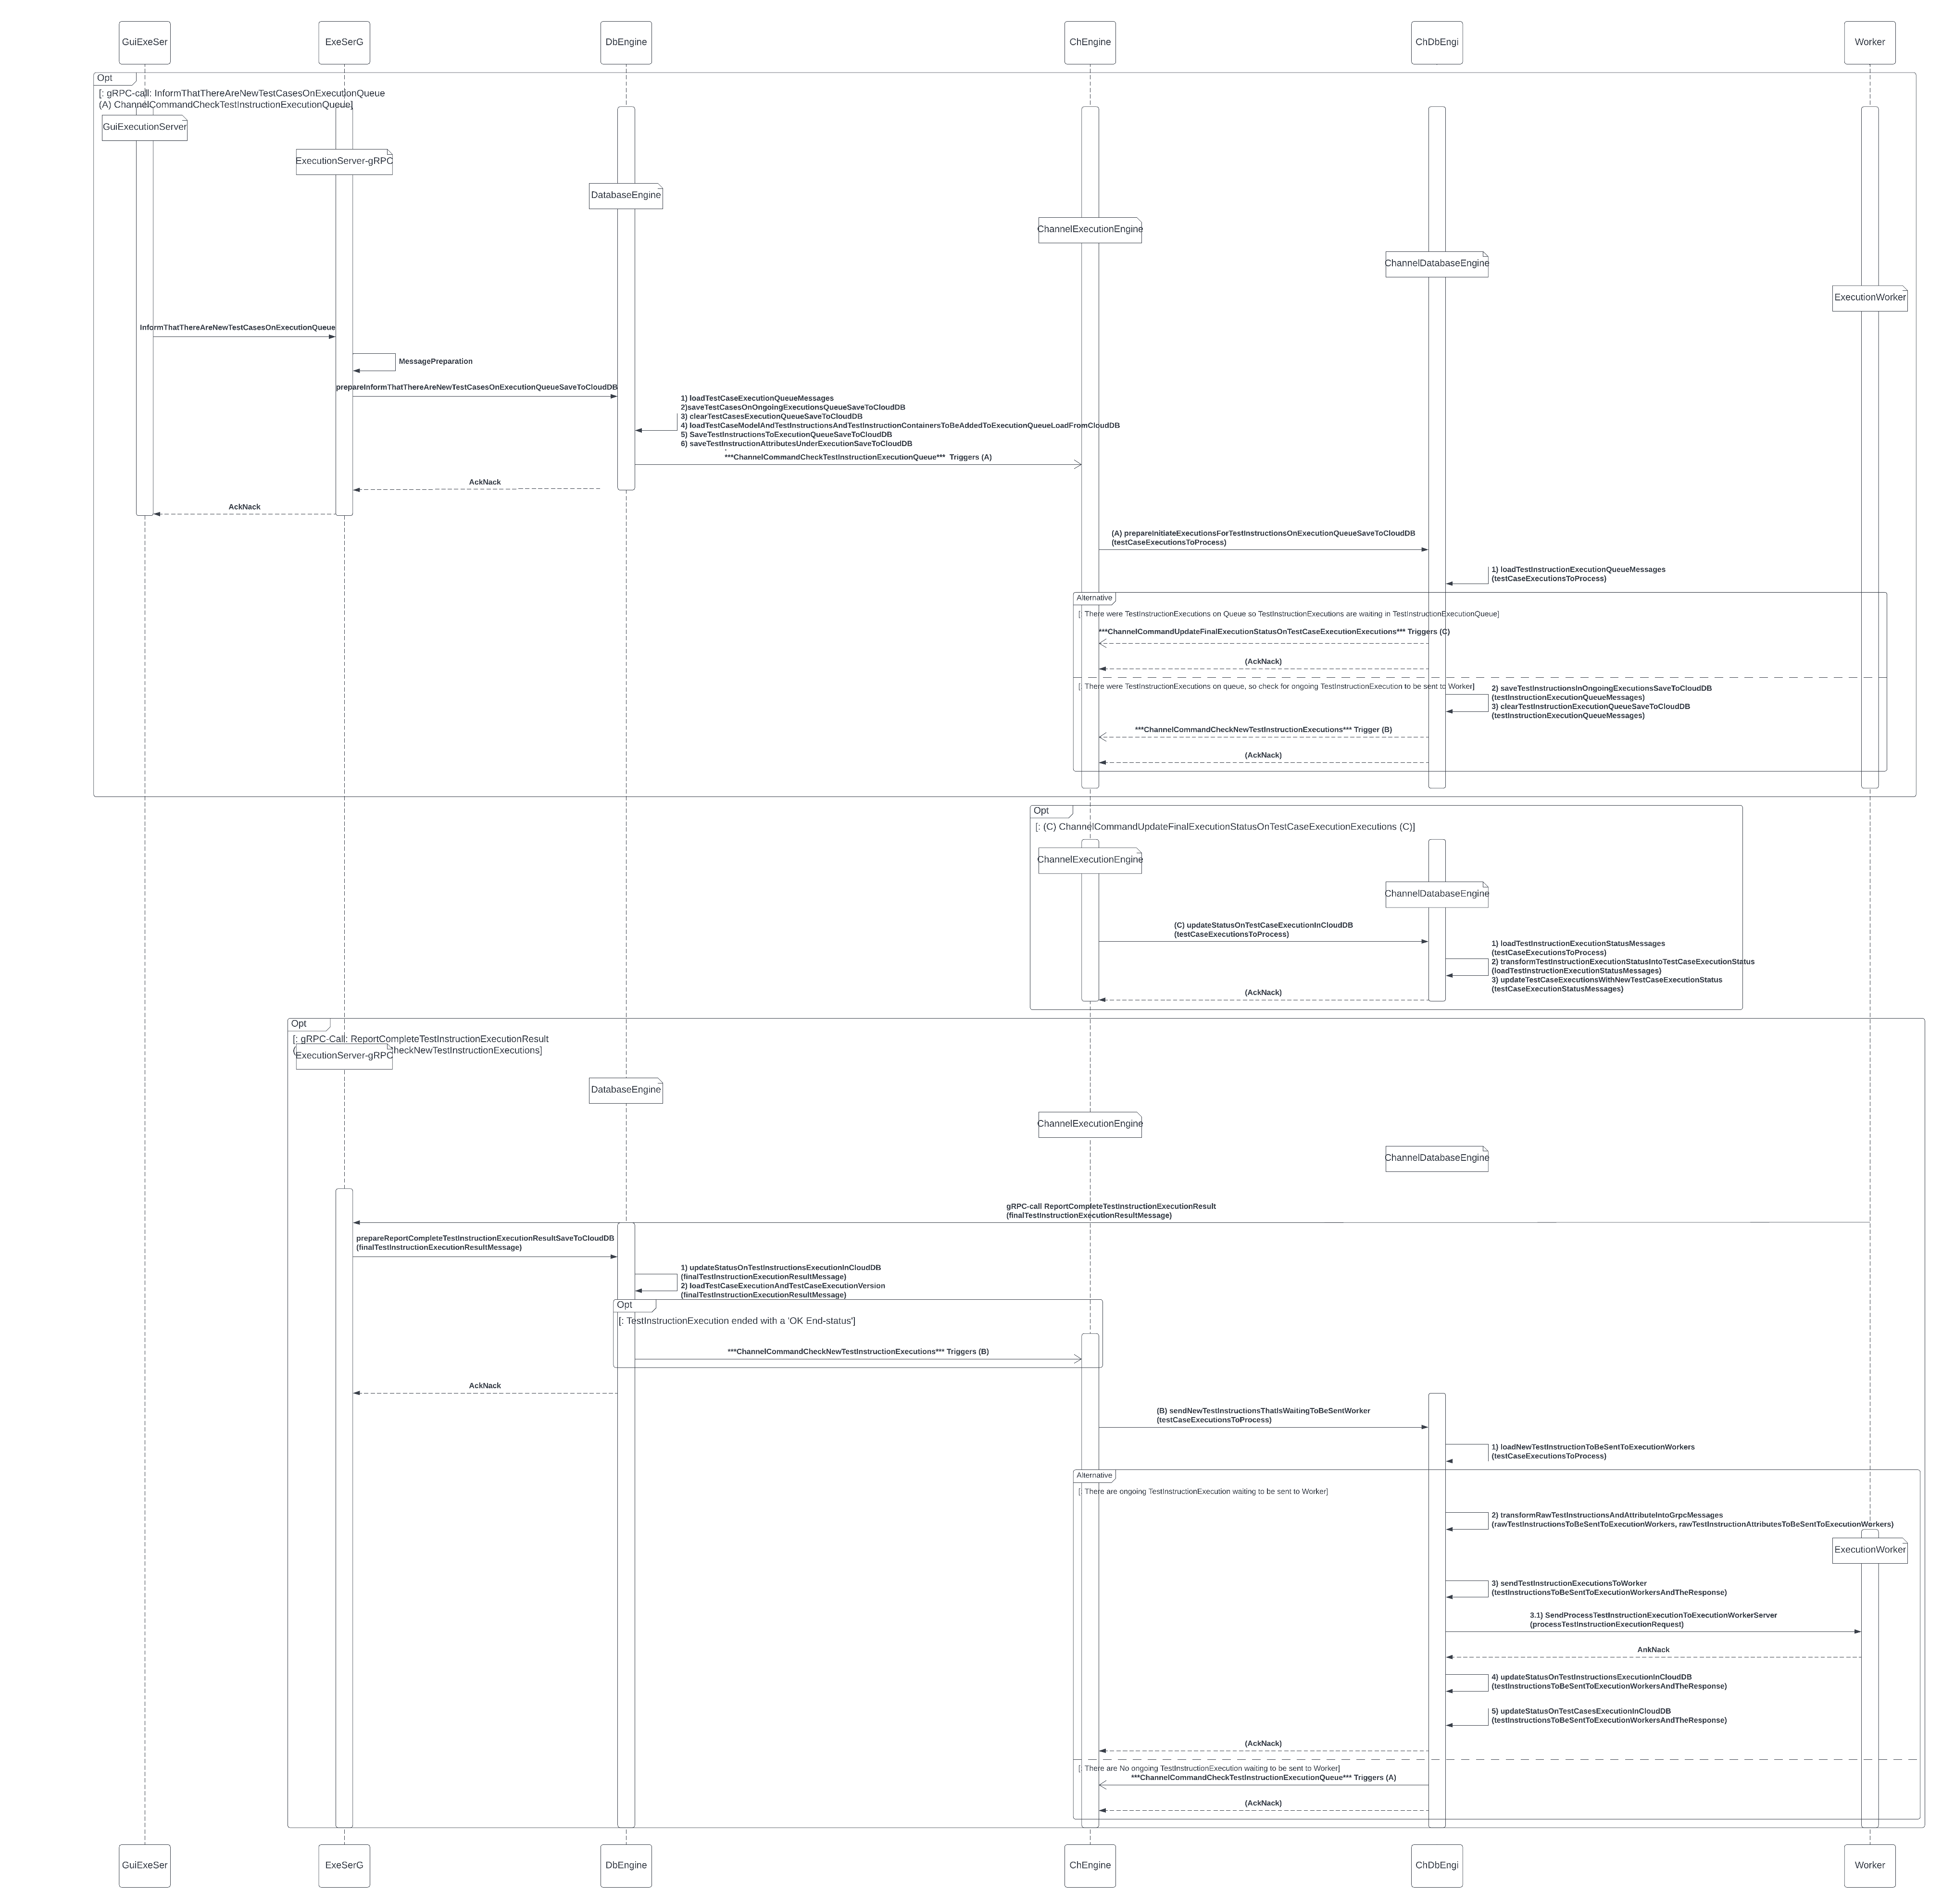 GuiExeSer
ExeSerG
DbEngine
ChEngine
ChDbEngi
Worker
Opt
[: gRPC-call: InformThatThereAreNewTestCasesOnExecutionQueue
(A) ChannelCommandCheckTestInstructionExecutionQueue]
GuiExecutionServer
ExecutionServer-gRPC
DatabaseEngine
ChannelExecutionEngine
ChannelDatabaseEngine
ExecutionWorker
InformThatThereAreNewTestCasesOnExecutionQueue
MessagePreparation
prepareInformThatThereAreNewTestCasesOnExecutionQueueSaveToCloudDB
1) loadTestCaseExecutionQueueMessages
2)saveTestCasesOnOngoingExecutionsQueueSaveToCloudDB
3) clearTestCasesExecutionQueueSaveToCloudDB
4) loadTestCaseModelAndTestInstructionsAndTestInstructionContainersToBeAddedToExecutionQueueLoadFromCloudDB
5) SaveTestInstructionsToExecutionQueueSaveToCloudDB
6) saveTestInstructionAttributesUnderExecutionSaveToCloudDB
***ChannelCommandCheckTestInstructionExecutionQueue*** Triggers (A)
AckNack
AckNack
(A) prepareInitiateExecutionsForTestInstructionsOnExecutionQueueSaveToCloudDB
(testCaseExecutionsToProcess)
1) loadTestInstructionExecutionQueueMessages
(testCaseExecutionsToProcess)
Alternative
[: There were TestInstructionExecutions on Queue so TestInstructionExecutions are waiting in TestInstructionExecutionQueue]
***ChannelCommandUpdateFinalExecutionStatusOnTestCaseExecutionExecutions*** Triggers (C)
(AckNack)
[: There were TestInstructionExecutions on queue, so check for ongoing TestInstructionExecution to be sent to Worker]
2) saveTestInstructionsInOngoingExecutionsSaveToCloudDB
(testInstructionExecutionQueueMessages)
3) clearTestInstructionExecutionQueueSaveToCloudDB
(testInstructionExecutionQueueMessages)
***ChannelCommandCheckNewTestInstructionExecutions*** Trigger (B)
(AckNack)
Opt
[: (C) ChannelCommandUpdateFinalExecutionStatusOnTestCaseExecutionExecutions (C)]
ChannelExecutionEngine
ChannelDatabaseEngine
(C) updateStatusOnTestCaseExecutionInCloudDB
(testCaseExecutionsToProcess)
1) loadTestInstructionExecutionStatusMessages
(testCaseExecutionsToProcess)
2) transformTestInstructionExecutionStatusIntoTestCaseExecutionStatus
(loadTestInstructionExecutionStatusMessages)
3) updateTestCaseExecutionsWithNewTestCaseExecutionStatus
(testCaseExecutionStatusMessages)
(AckNack)
Opt
[: gRPC-Call: ReportCompleteTestInstructionExecutionResult
( heckNewTestInstructionExecutions]
ExecutionServer-gRPC
DatabaseEngine
ChannelExecutionEngine
ChannelDatabaseEngine
gRPC-call ReportCompleteTestInstructionExecutionResult
(finalTestInstructionExecutionResultMessage)
prepareReportCompleteTestInstructionExecutionResultSaveToCloudDB
(finalTestInstructionExecutionResultMessage)
1) updateStatusOnTestInstructionsExecutionInCloudDB
(finalTestInstructionExecutionResultMessage)
2) loadTestCaseExecutionAndTestCaseExecutionVersion
(finalTestInstructionExecutionResultMessage)
Opt
[: TestInstructionExecution ended with a 'OK End-status']
***ChannelCommandCheckNewTestInstructionExecutions*** Triggers (B)
AckNack
(B) sendNewTestInstructionsThatIsWaitingToBeSentWorker
(testCaseExecutionsToProcess)
1) loadNewTestInstructionToBeSentToExecutionWorkers
(testCaseExecutionsToProcess)
Alternative
[: There are ongoing TestInstructionExecution waiting to be sent to Worker]
2) transformRawTestInstructionsAndAttributeIntoGrpcMessages
(rawTestInstructionsToBeSentToExecutionWorkers, rawTestInstructionAttributesToBeSentToExecutionWorkers)
ExecutionWorker
3) sendTestInstructionExecutionsToWorker
(testInstructionsToBeSentToExecutionWorkersAndTheResponse)
3.1) SendProcessTestInstructionExecutionToExecutionWorkerServer
(processTestInstructionExecutionRequest)
AnkNack
4) updateStatusOnTestInstructionsExecutionInCloudDB
(testInstructionsToBeSentToExecutionWorkersAndTheResponse)
5) updateStatusOnTestCasesExecutionInCloudDB
(testInstructionsToBeSentToExecutionWorkersAndTheResponse)
(AckNack)
[: There are No ongoing TestInstructionExecution waiting to be sent to Worker]
***ChannelCommandCheckTestInstructionExecutionQueue*** Triggers (A)
(AckNack)
GuiExeSer
ExeSerG
DbEngine
ChEngine
ChDbEngi
Worker